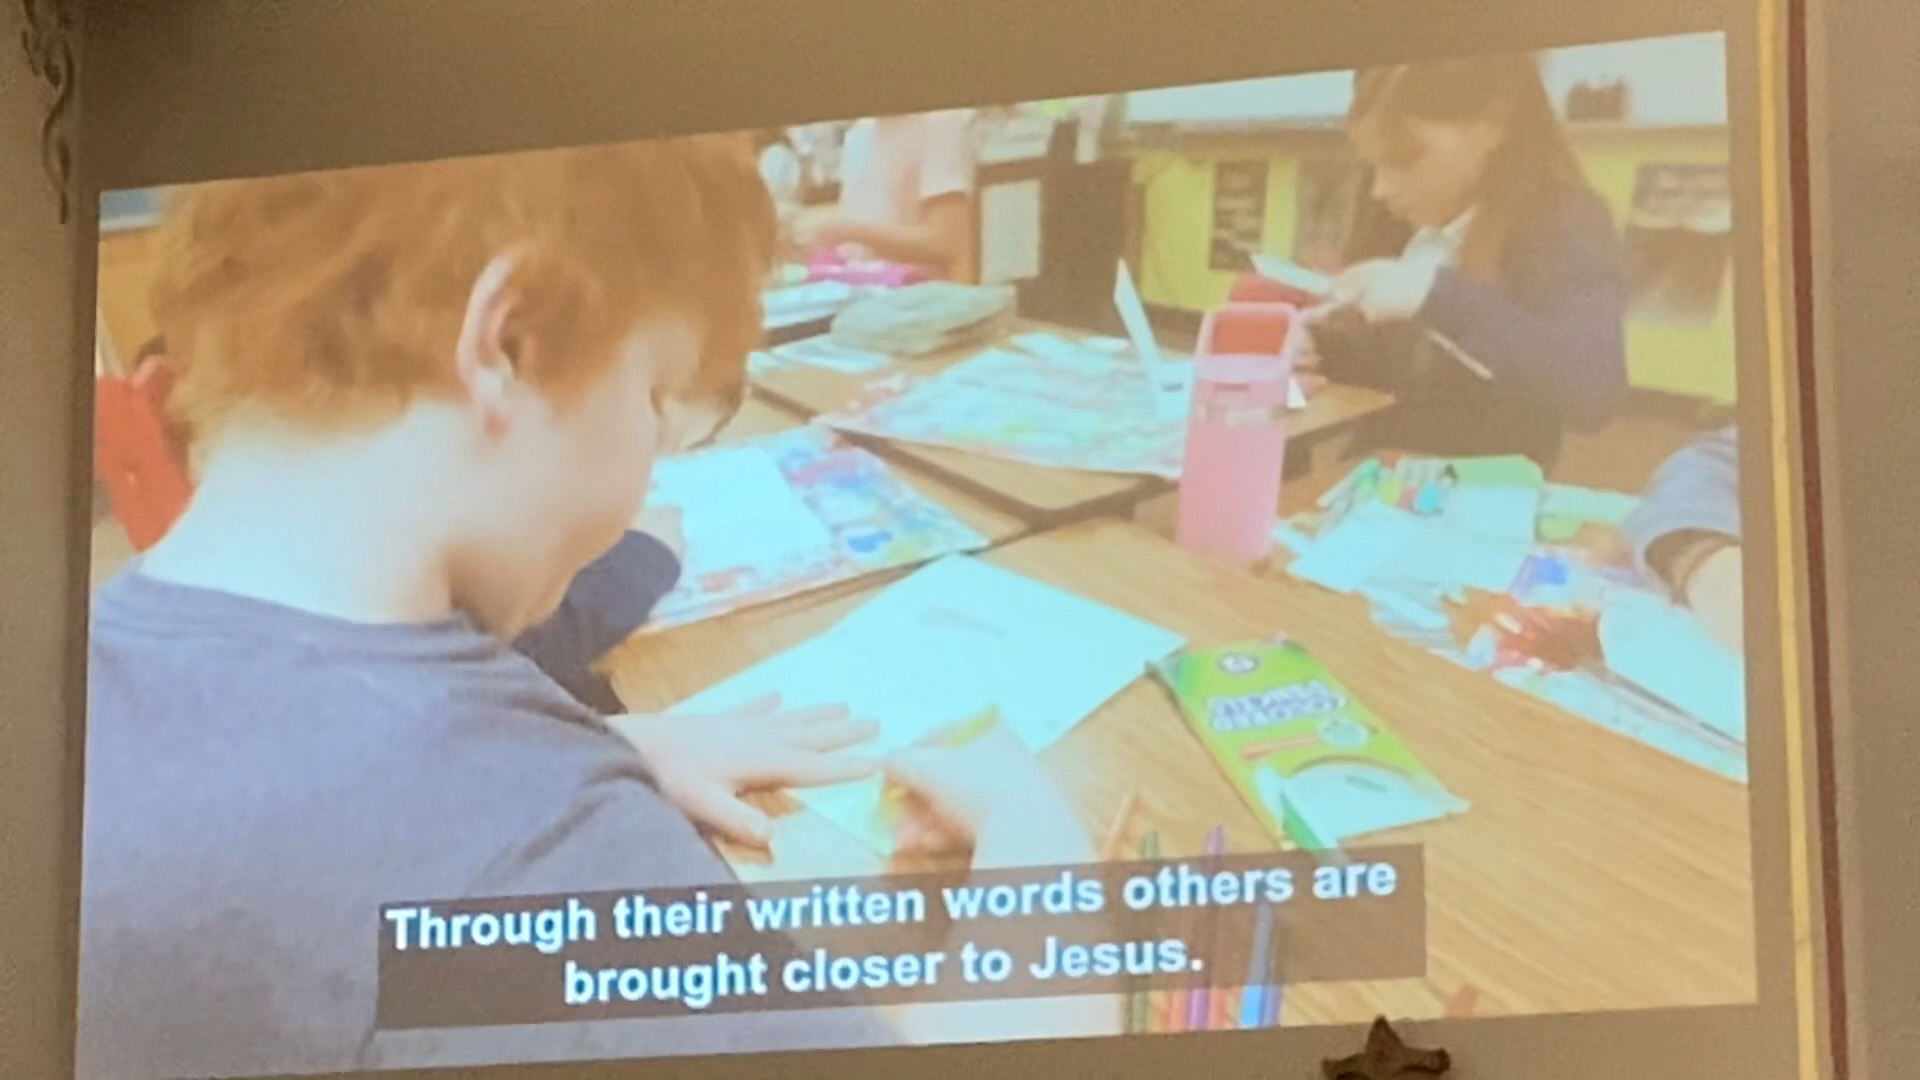 Through their written words others are
brought closer to Jesus.